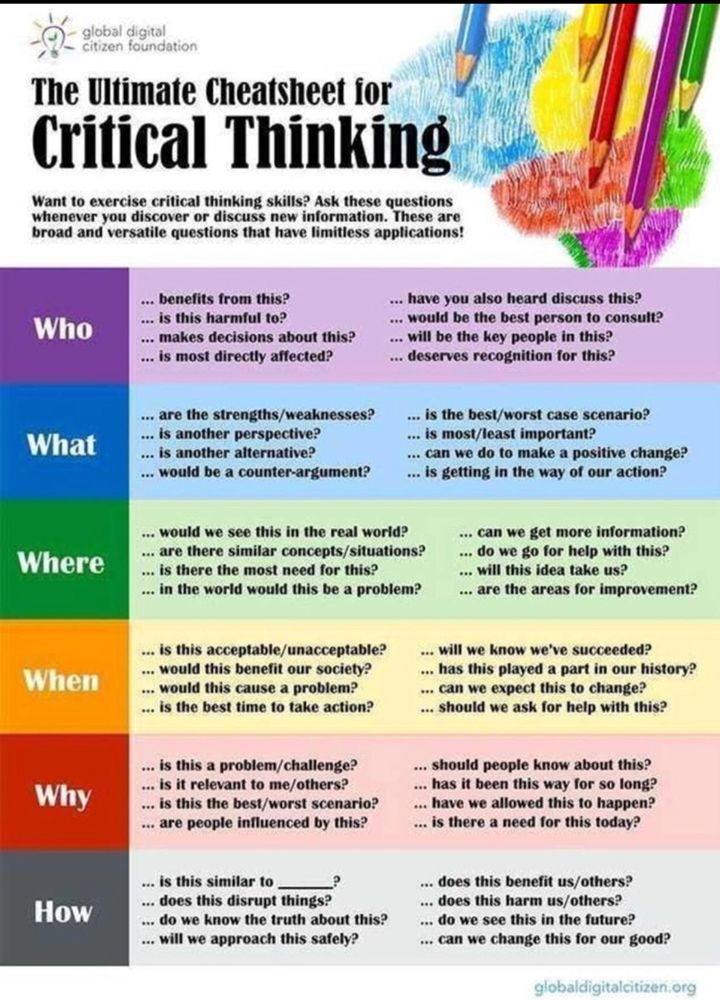 global digital
citizen foundation
The Ultimate Cheatsheet for
Critical Thinking
Want to exercise critical thinking skills? Ask these questions
whenever you discover or discuss new information. These are
broad and versatile questions that have limitless applications!
Who
... benefits from this?
... is this harmful to?
... makes decisions about this?
... is most directly affected?
... have you also heard discuss this?
... would be the best person to consult?
... will be the key people in this?
... deserves recognition for this?
What
... are the strengths/weaknesses?
... is another perspective?
... is another alternative?
... would be a counter-argument?
... is the best/worst case scenario?
... is most/least important?
... can we do to make a positive change?
... is getting in the way of our action?
Where
... would we see this in the real world?
... are there similar concepts/situations?
... is there the most need for this?
... in the world would this be a problem?
... can we get more information?
... do we go for help with this?
... will this idea take us?
... are the areas for improvement?
When
... is this acceptable/unacceptable?
... would this benefit our society?
... would this cause a problem?
... is the best time to take action?
... will we know we've succeeded?
... has this played a part in our history?
... can we expect this to change?
... should we ask for help with this?
Why
... is this a problem/challenge?
... is it relevant to me/others?
... is this the best/worst scenario?
... are people influenced by this?
... should people know about this?
... has it been this way for so long?
... have we allowed this to happen?
... is there a need for this today?
How
... is this similar to ______?
... does this disrupt things?
... do we know the truth about this?
... will we approach this safely?
... does this benefit us/others?
... does this harm us/others?
... do we see this in the future?
... can we change this for our good?
globaldigitalcitizen.org